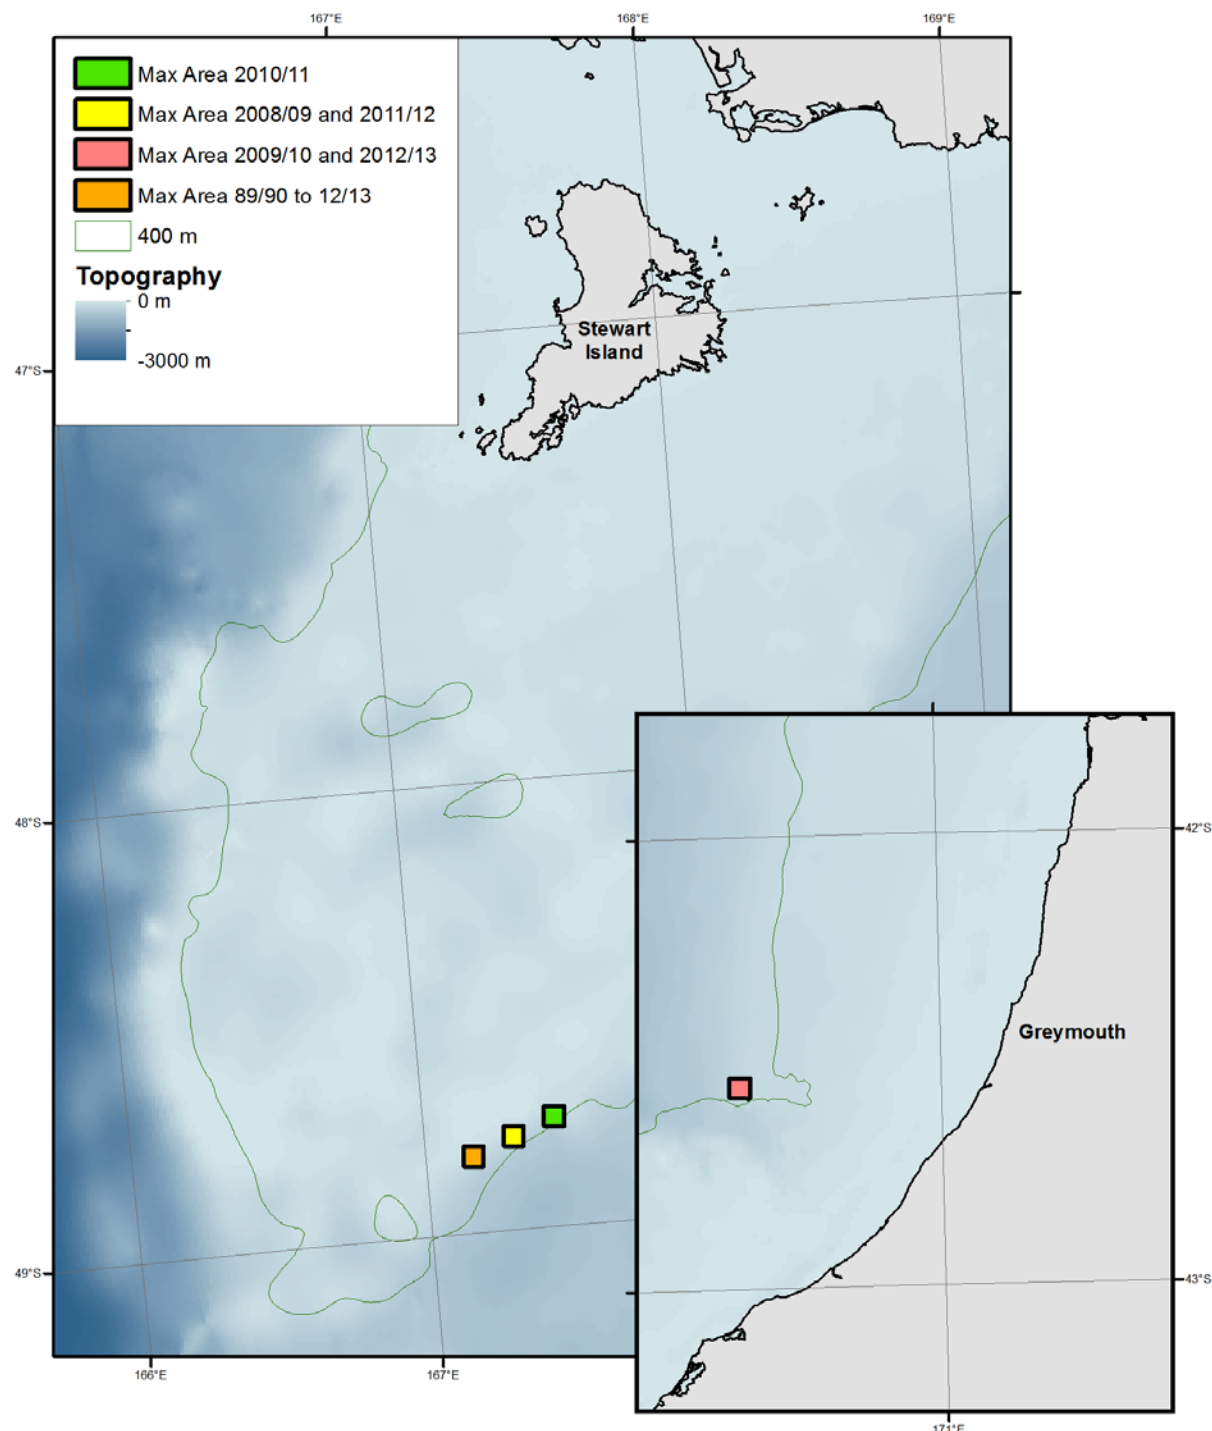 167°E 168°E 169°E
Max Area 2010/11
Max Area 2008/09 and 2011/12
Max Area 2009/10 and 2012/13
Max Area 89/90 to 12/13
400 m
Topography
0 m
-3000 m
Stewart
Island
47°S
48°S
42°S
Greymouth
49°S
43°S
166°E 167°E
171°E